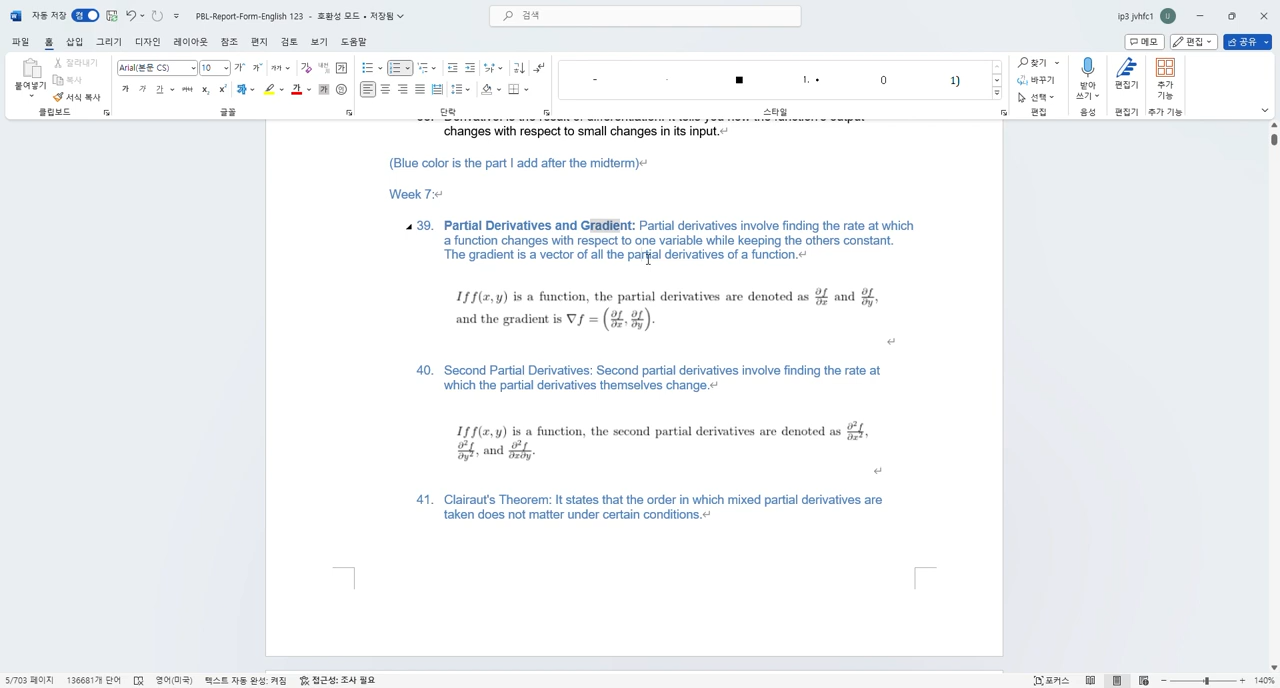 자동 저장 켬 PBL-Report-Form-English 123 - 호환성 모드 • 저장됨 검색 ip3 jvhfc1
파일 홈 삽입 그리기 디자인 레이아웃 참조 편지 검토 보기 도움말 메모 편집 공유
붙여넣기 잘라내기 복사 서식 복사
Arial(본문 CS) 10
가 가 가
찾기 바꾸기 선택
받아쓰기 편집기 추가 기능
클립보드 글꼴 단락 스타일 편집 음성 편집기 추가 기능
changes with respect to small changes in its input.
(Blue color is the part I add after the midterm)
Week 7:
39. Partial Derivatives and Gradient: Partial derivatives involve finding the rate at which
a function changes with respect to one variable while keeping the others constant.
The gradient is a vector of all the partial derivatives of a function.
Iff(x, y) is a function, the partial derivatives are denoted as ∂f/∂x and ∂f/∂y,
and the gradient is ∇f = (∂f/∂x, ∂f/∂y).
40. Second Partial Derivatives: Second partial derivatives involve finding the rate at
which the partial derivatives themselves change.
Iff(x, y) is a function, the second partial derivatives are denoted as ∂²f/∂x²,
∂²f/∂y², and ∂²f/∂x∂y.
41. Clairaut's Theorem: It states that the order in which mixed partial derivatives are
taken does not matter under certain conditions.
5/703 페이지 136681개 단어 영어(미국) 텍스트 자동 완성: 켜짐 접근성: 조사 필요 포커스 140%